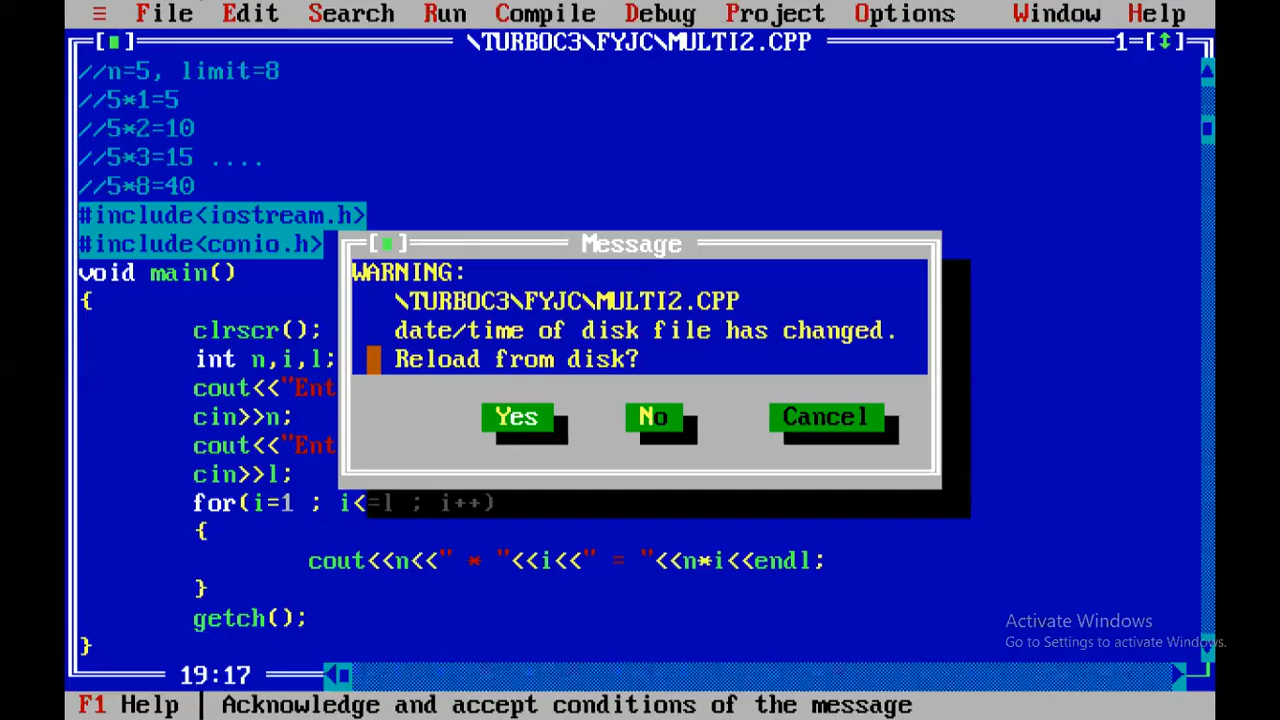 ≡ File Edit Search Run Compile Debug Project Options Window Help
[■] \TURBOC3\FYJC\MULTI2.CPP 1=[↕]
//n=5, limit=8
//5*1=5
//5*2=10
//5*3=15 ....
//5*8=40
#include<iostream.h>
#include<conio.h>
void main()
{
clrscr();
int n,i,l;
cout<<"Ent
cin>>n;
cout<<"Ent
cin>>l;
for(i=1 ; i<=l ; i++)
{
cout<<n<<" * "<<i<<" = "<<n*i<<endl;
}
getch();
}
[■] Message
WARNING:
\TURBOC3\FYJC\MULTI2.CPP
date/time of disk file has changed.
Reload from disk?
Yes No Cancel
Activate Windows
Go to Settings to activate Windows.
19:17
F1 Help Acknowledge and accept conditions of the message